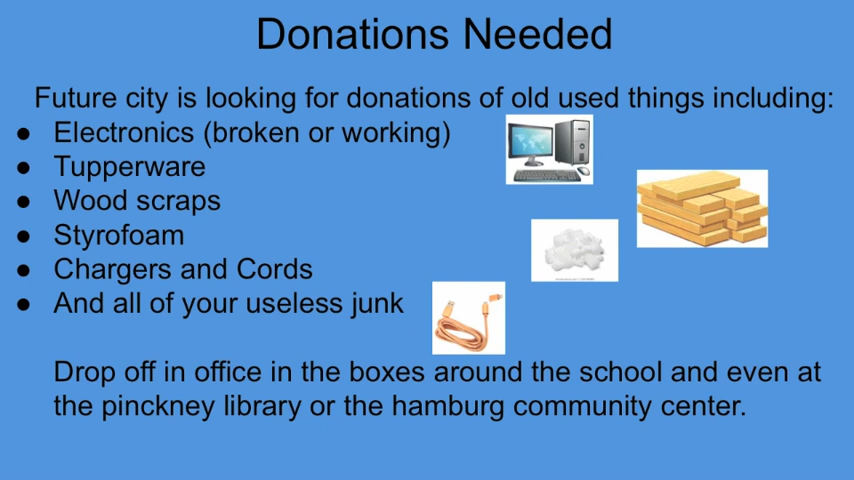 Donations Needed
Future city is looking for donations of old used things including:
● Electronics (broken or working)
● Tupperware
● Wood scraps
● Styrofoam
● Chargers and Cords
● And all of your useless junk
Drop off in office in the boxes around the school and even at
the pinckney library or the hamburg community center.